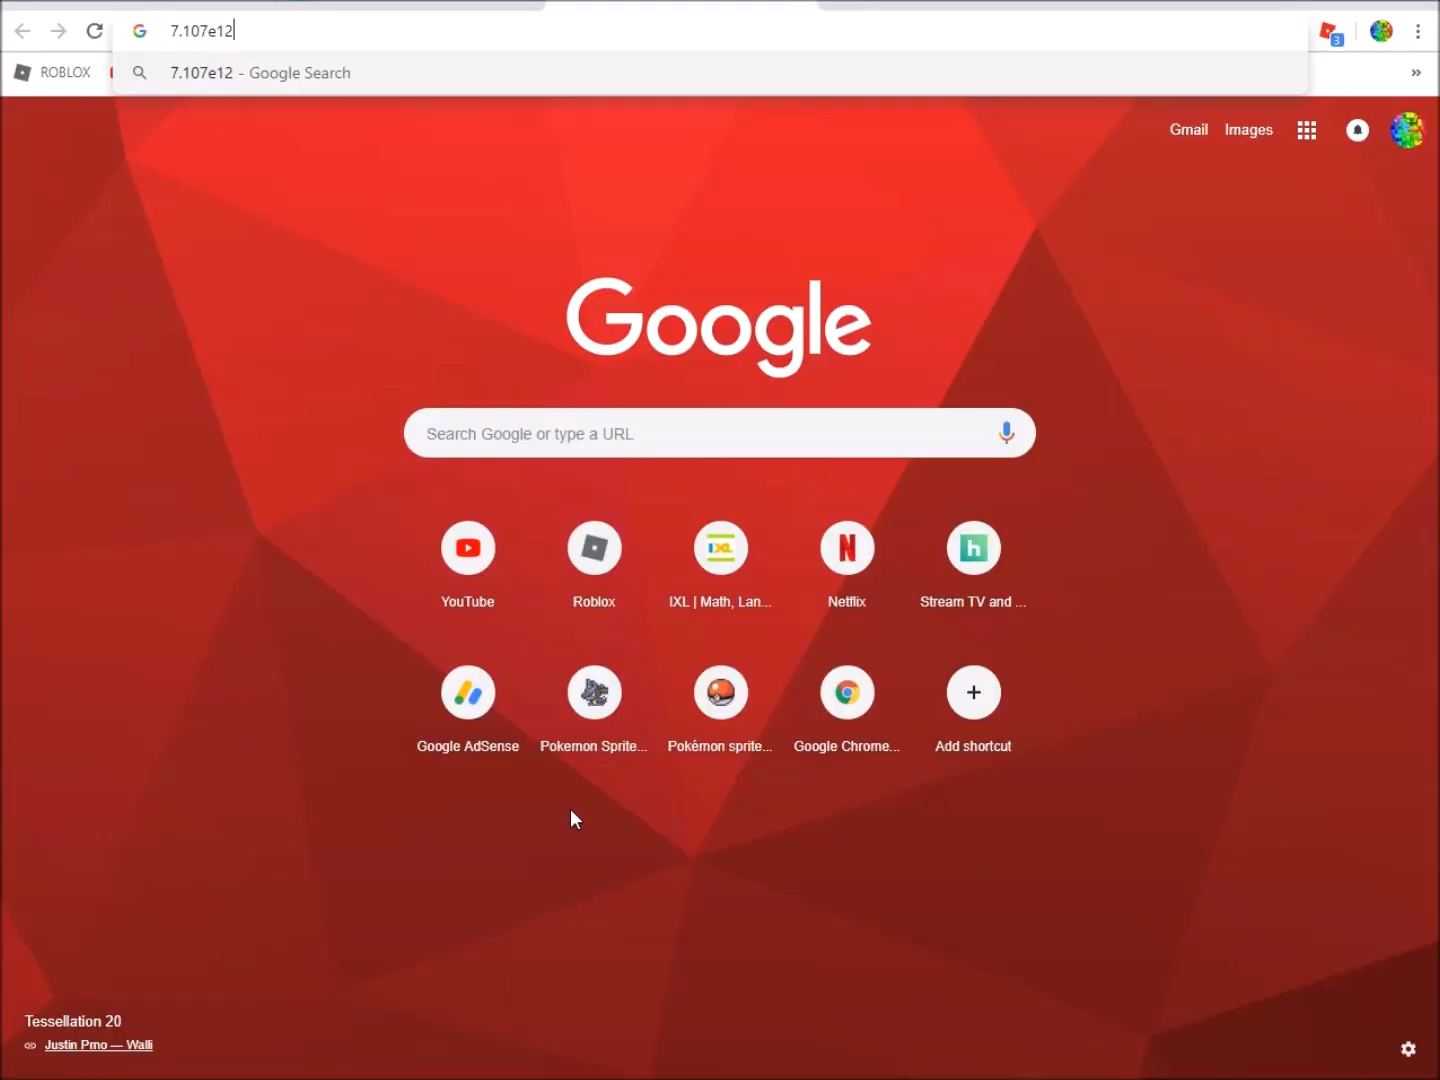 7.107e12
3
ROBLOX
7.107e12 - Google Search
»
Gmail Images
Google
Search Google or type a URL
YouTube
Roblox
IXL
IXL | Math, Lan...
N
Netflix
h
Stream TV and ...
Google AdSense
Pokemon Sprite...
Pokémon sprite...
Google Chrome...
Add shortcut
Tessellation 20
Justin Prno — Walli